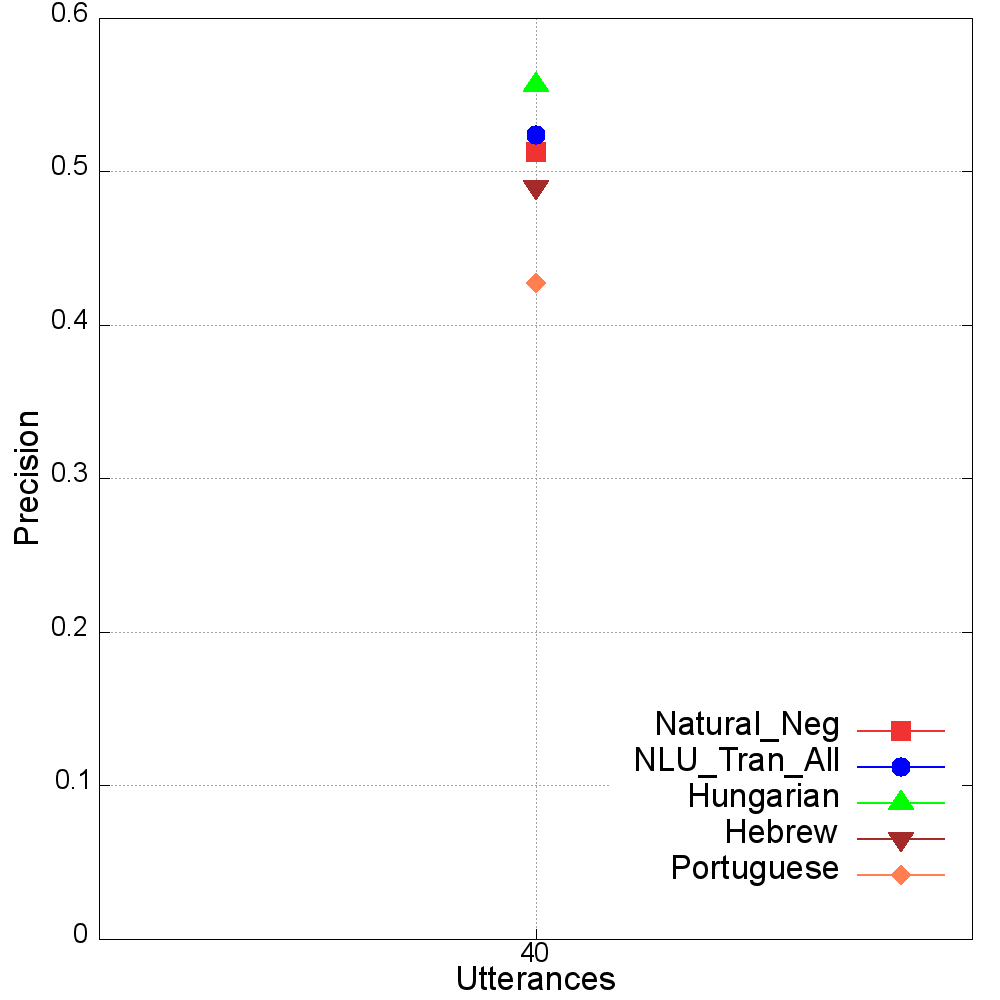 0.6
0.5
0.4
0.3
0.2
0.1
0
Precision
Natural_Neg
NLU_Tran_All
Hungarian
Hebrew
Portuguese
40
Utterances